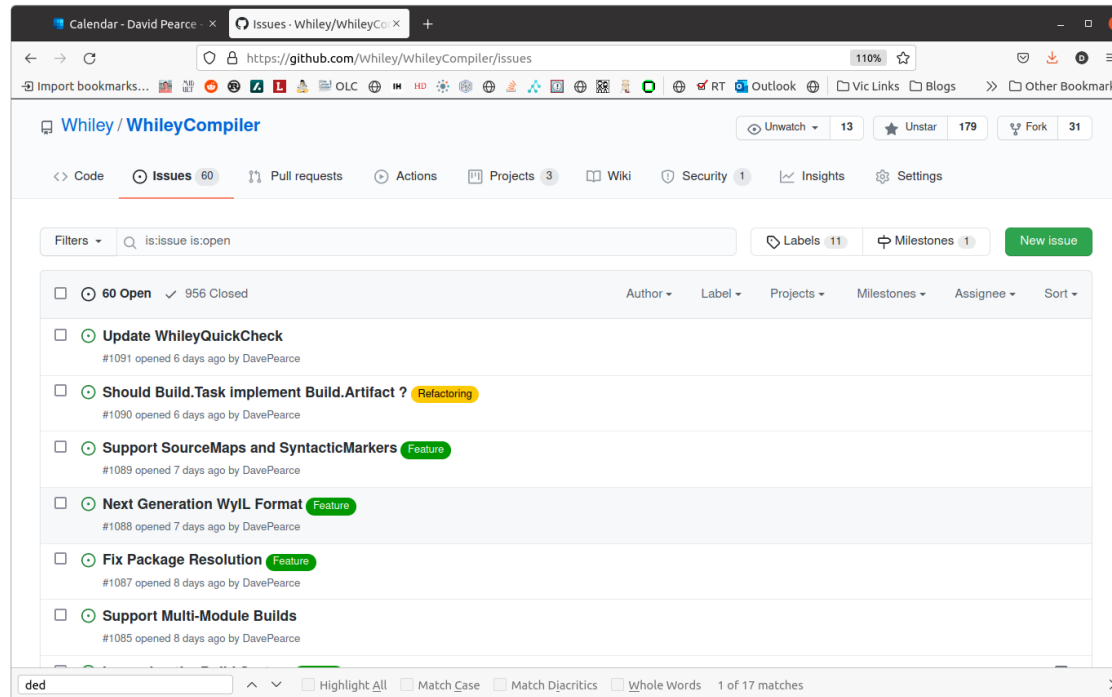 Calendar - David Pearce -
Issues · Whiley/WhileyCo
https://github.com/Whiley/WhileyCompiler/issues
110%
D
Import bookmarks... OLC IH HD RT Outlook Vic Links Blogs Other Bookmark
Whiley / WhileyCompiler
Unwatch 13 Unstar 179 Fork 31
Code Issues 60 Pull requests Actions Projects 3 Wiki Security 1 Insights Settings
Filters is:issue is:open Labels 11 Milestones 1 New issue
60 Open 956 Closed Author Label Projects Milestones Assignee Sort
Update WhileyQuickCheck
#1091 opened 6 days ago by DavePearce
Should Build.Task implement Build.Artifact ? Refactoring
#1090 opened 6 days ago by DavePearce
Support SourceMaps and SyntacticMarkers Feature
#1089 opened 7 days ago by DavePearce
Next Generation WyIL Format Feature
#1088 opened 7 days ago by DavePearce
Fix Package Resolution Feature
#1087 opened 8 days ago by DavePearce
Support Multi-Module Builds
#1085 opened 8 days ago by DavePearce
ded Highlight All Match Case Match Diacritics Whole Words 1 of 17 matches